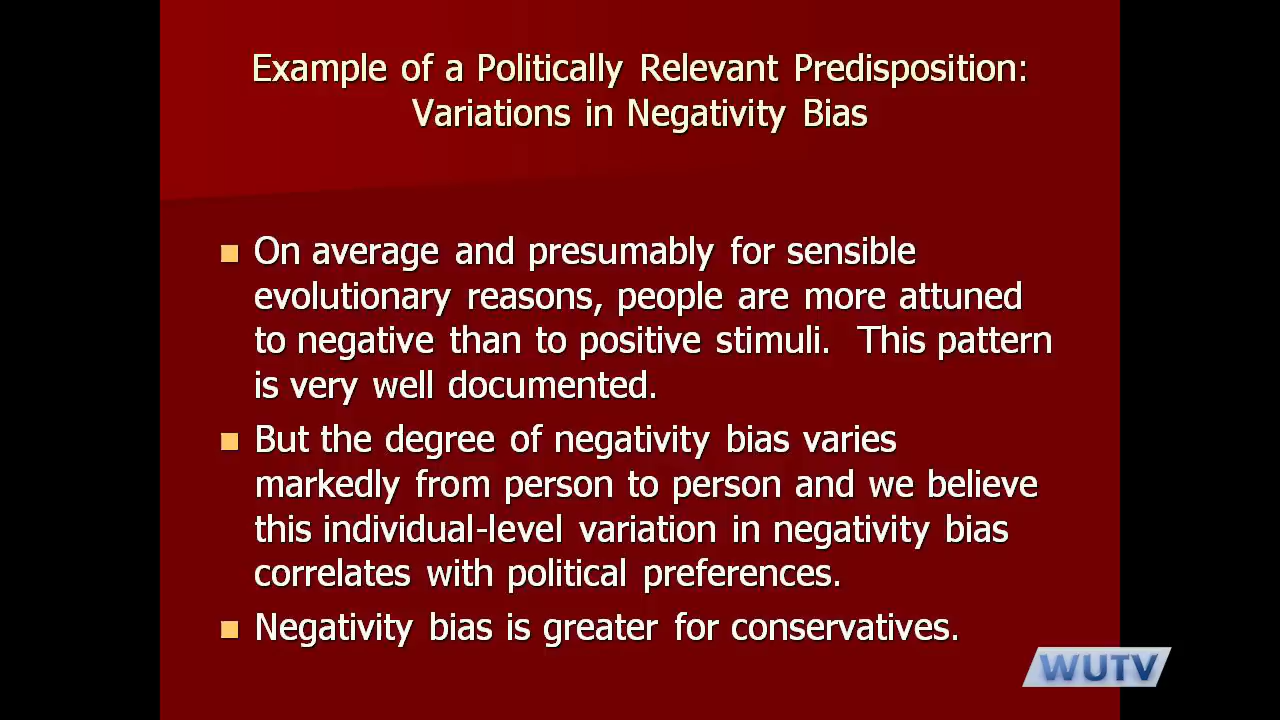 Example of a Politically Relevant Predisposition:
Variations in Negativity Bias
On average and presumably for sensible
evolutionary reasons, people are more attuned
to negative than to positive stimuli.  This pattern
is very well documented.
But the degree of negativity bias varies
markedly from person to person and we believe
this individual-level variation in negativity bias
correlates with political preferences.
Negativity bias is greater for conservatives.
WUTV